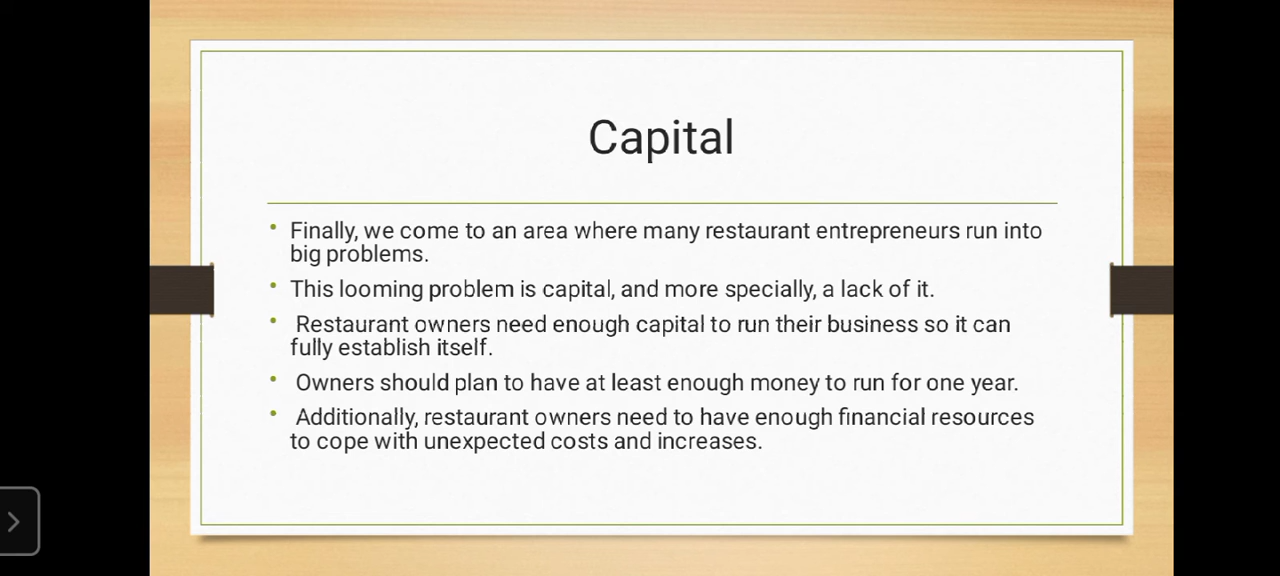 Capital
• Finally, we come to an area where many restaurant entrepreneurs run into
big problems.
• This looming problem is capital, and more specially, a lack of it.
• Restaurant owners need enough capital to run their business so it can
fully establish itself.
• Owners should plan to have at least enough money to run for one year.
• Additionally, restaurant owners need to have enough financial resources
to cope with unexpected costs and increases.